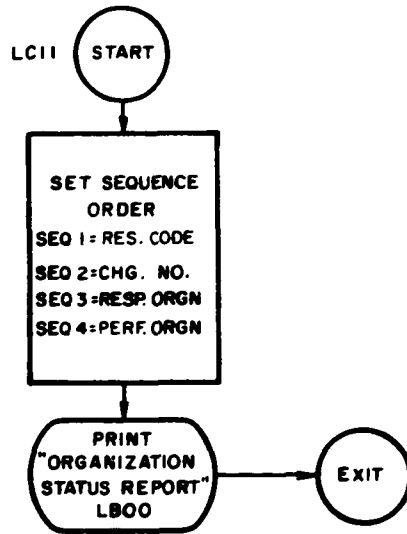 LC11 START
SET SEQUENCE
ORDER
SEQ 1=RES. CODE
SEQ 2=CHG. NO.
SEQ 3=RESP. ORGN
SEQ 4=PERF. ORGN
PRINT
"ORGANIZATION
STATUS REPORT"
LB00
EXIT